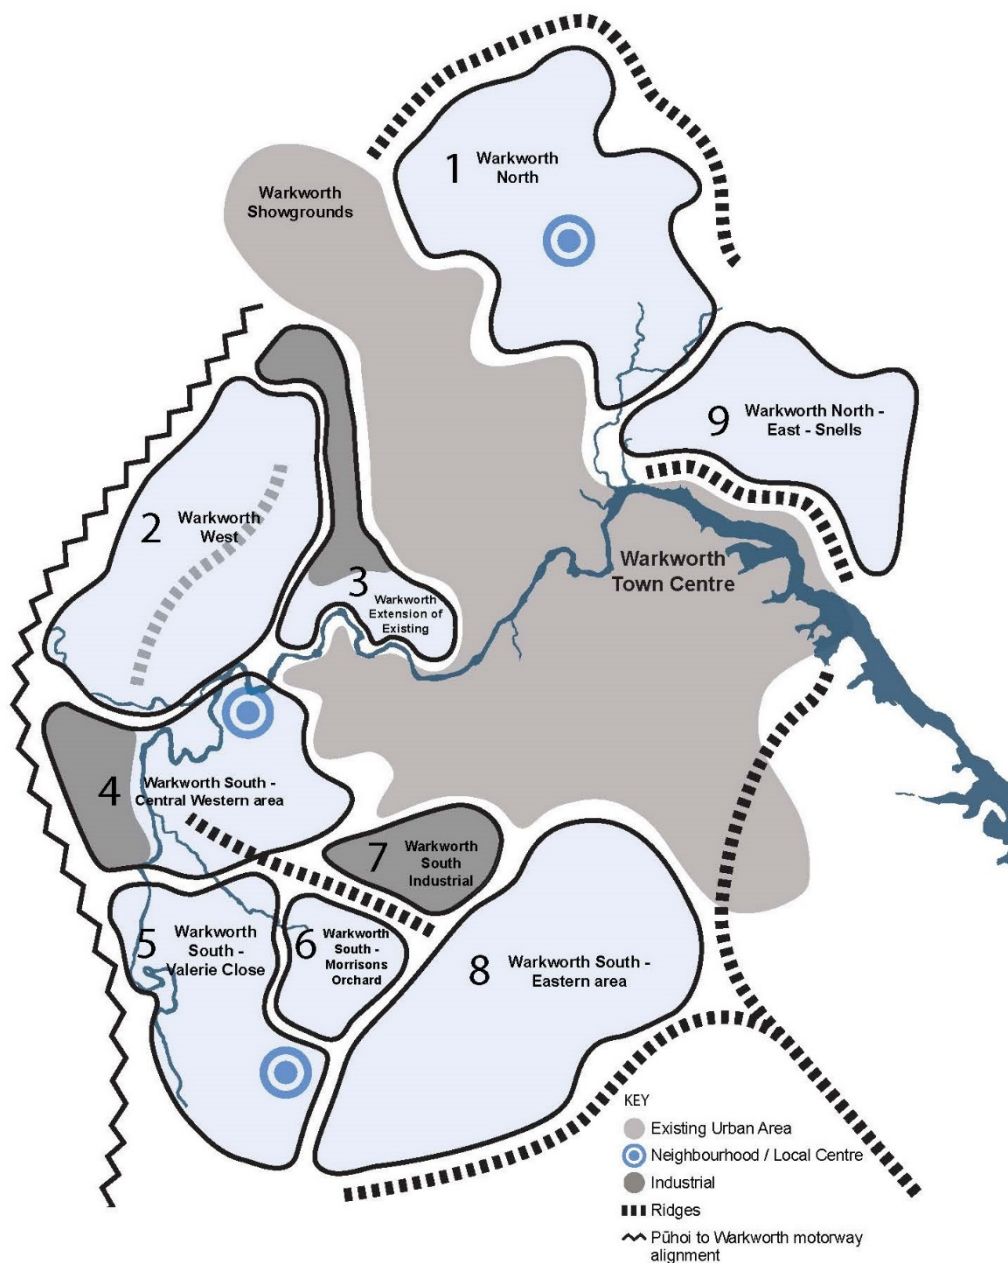 1
Warkworth
North
Warkworth
Showgrounds
9
Warkworth North -
East - Snells
2
Warkworth
West
Warkworth
Town Centre
3
Warkworth
Extension of
Existing
4
Warkworth South -
Central Western area
7
Warkworth
South
Industrial
5
Warkworth
South -
Valerie Close
6
Warkworth
South -
Morrisons
Orchard
8
Warkworth South -
Eastern area
KEY
Existing Urban Area
Neighbourhood / Local Centre
Industrial
Ridges
Pūhoi to Warkworth motorway
alignment